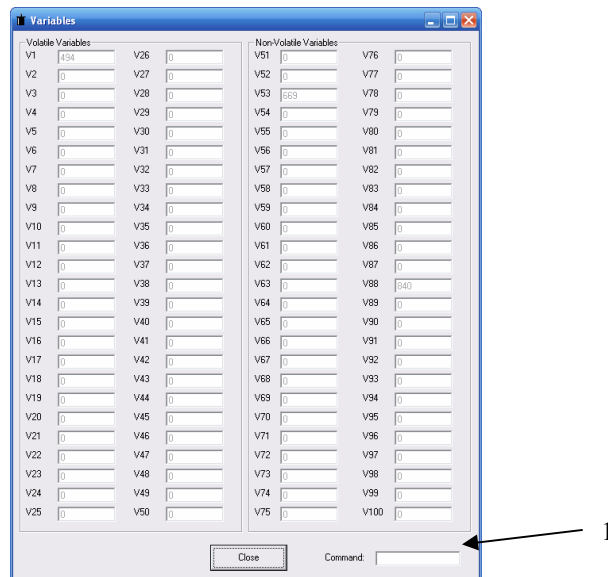 Variables
Volatile Variables Non-Volatile Variables
V1 494 V26 0 V51 0 V76 0
V2 0 V27 0 V52 0 V77 0
V3 0 V28 0 V53 669 V78 0
V4 0 V29 0 V54 0 V79 0
V5 0 V30 0 V55 0 V80 0
V6 0 V31 0 V56 0 V81 0
V7 0 V32 0 V57 0 V82 0
V8 0 V33 0 V58 0 V83 0
V9 0 V34 0 V59 0 V84 0
V10 0 V35 0 V60 0 V85 0
V11 0 V36 0 V61 0 V86 0
V12 0 V37 0 V62 0 V87 0
V13 0 V38 0 V63 0 V88 840
V14 0 V39 0 V64 0 V89 0
V15 0 V40 0 V65 0 V90 0
V16 0 V41 0 V66 0 V91 0
V17 0 V42 0 V67 0 V92 0
V18 0 V43 0 V68 0 V93 0
V19 0 V44 0 V69 0 V94 0
V20 0 V45 0 V70 0 V95 0
V21 0 V46 0 V71 0 V96 0
V22 0 V47 0 V72 0 V97 0
V23 0 V48 0 V73 0 V98 0
V24 0 V49 0 V74 0 V99 0
V25 0 V50 0 V75 0 V100 0
1
Close Command: